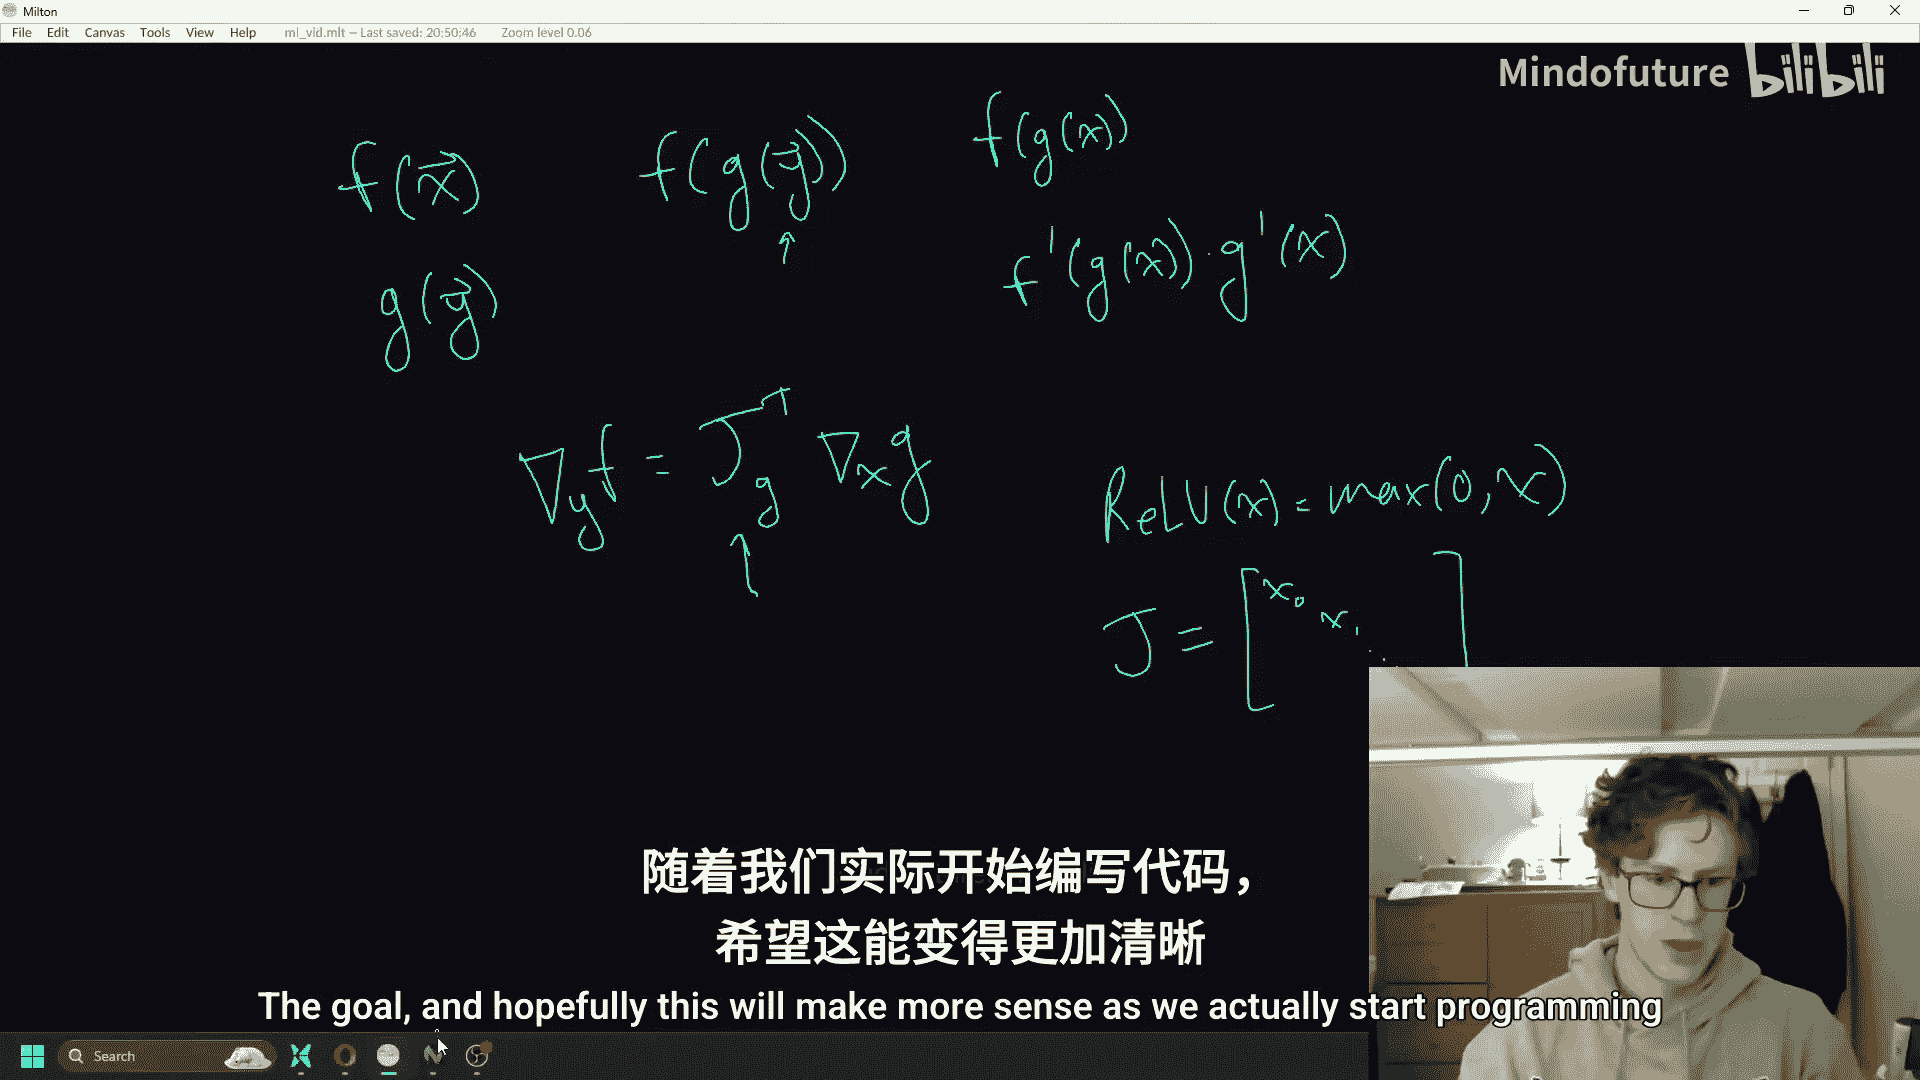 Milton
File Edit Canvas Tools View Help ml_vid.mlt – Last saved: 20:50:46 Zoom level 0.06
Mindofuture bilibili
f(x⃗) f(g(y⃗)) f(g(x))
↑
g(y⃗) f'(g(x))·g'(x)
∇yf = Jg^T ∇xg
↑
ReLU(x) = max(0,x)
J = [x₀ x₁ ⋱ ]
随着我们实际开始编写代码，
希望这能变得更加清晰
The goal, and hopefully this will make more sense as we actually start programming
Search